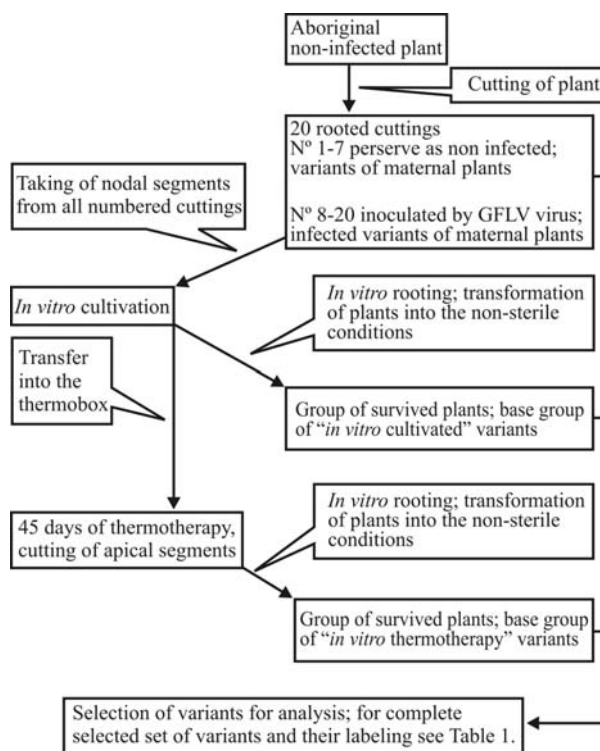 Aboriginal
non-infected plant
Cutting of plant
20 rooted cuttings
Nº 1-7 perserve as non infected;
variants of maternal plants
Nº 8-20 inoculated by GFLV virus;
infected variants of maternal plants
Taking of nodal segments
from all numbered cuttings
In vitro cultivation
In vitro rooting; transformation
of plants into the non-sterile
conditions
Transfer
into the
thermobox
Group of survived plants; base group
of “in vitro cultivated” variants
45 days of thermotherapy,
cutting of apical segments
In vitro rooting; transformation
of plants into the non-sterile
conditions
Group of survived plants; base group
of “in vitro thermotherapy” variants
Selection of variants for analysis; for complete
selected set of variants and their labeling see Table 1.